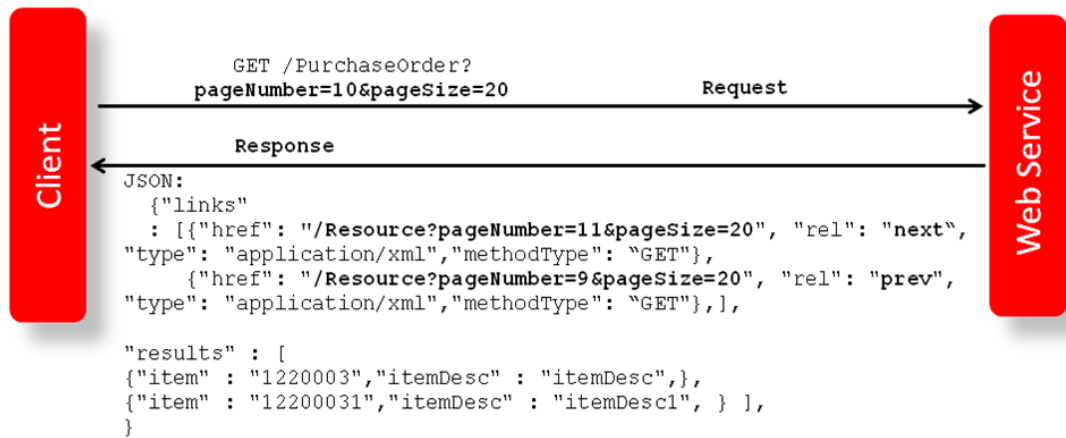 Client
GET /PurchaseOrder?
pageNumber=10&pageSize=20
Request
Response
Web Service
JSON:
{"links"
: [{"href": "/Resource?pageNumber=11&pageSize=20", "rel": "next‟,
"type": "application/xml","methodType": ‟GET"},
{"href": "/Resource?pageNumber=9&pageSize=20", "rel": "prev",
"type": "application/xml","methodType": ‟GET"},],
"results" : [
{"item" : "1220003","itemDesc" : "itemDesc",},
{"item" : "12200031","itemDesc" : "itemDesc1", } ],
}